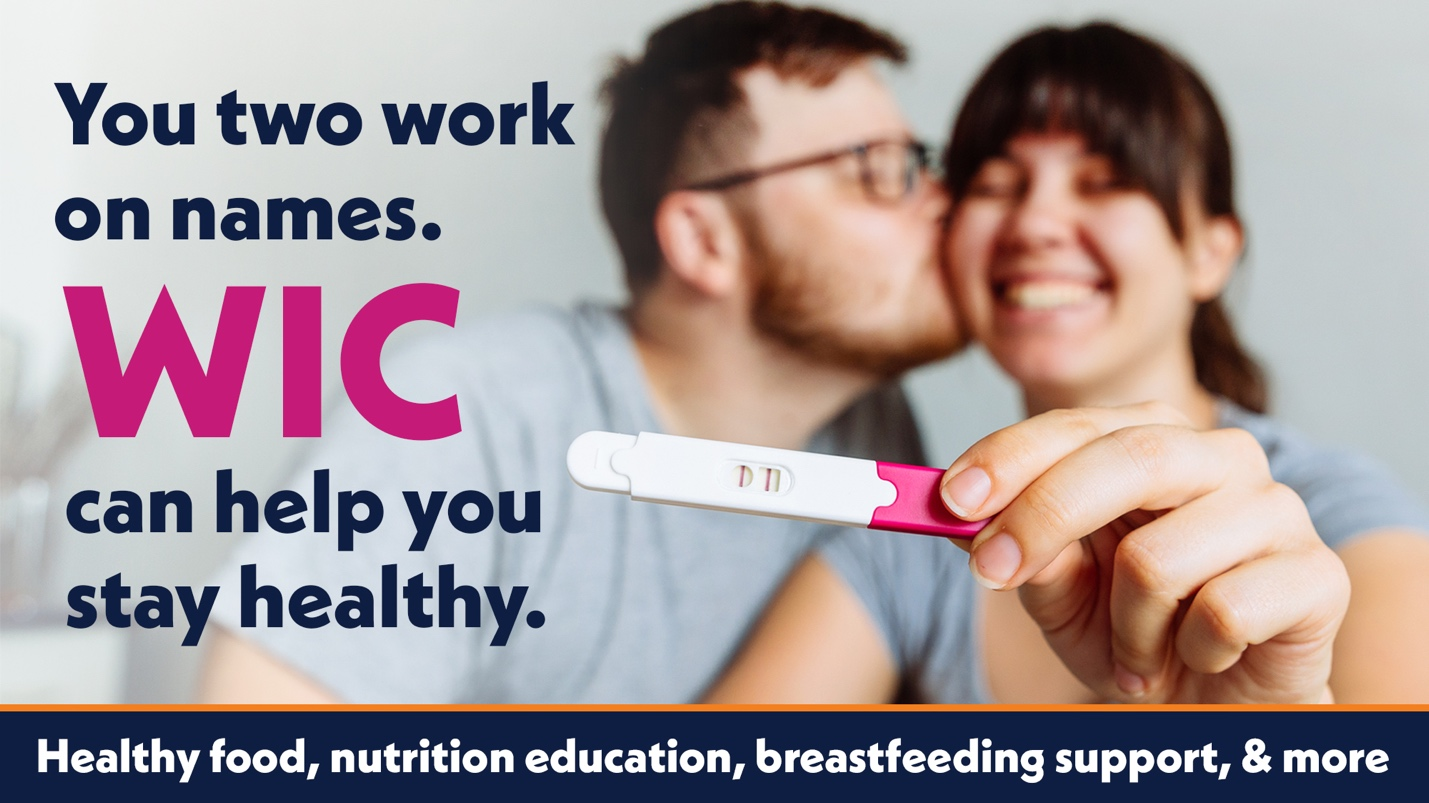 You two work
on names.
WIC
can help you
stay healthy.
Healthy food, nutrition education, breastfeeding support, & more